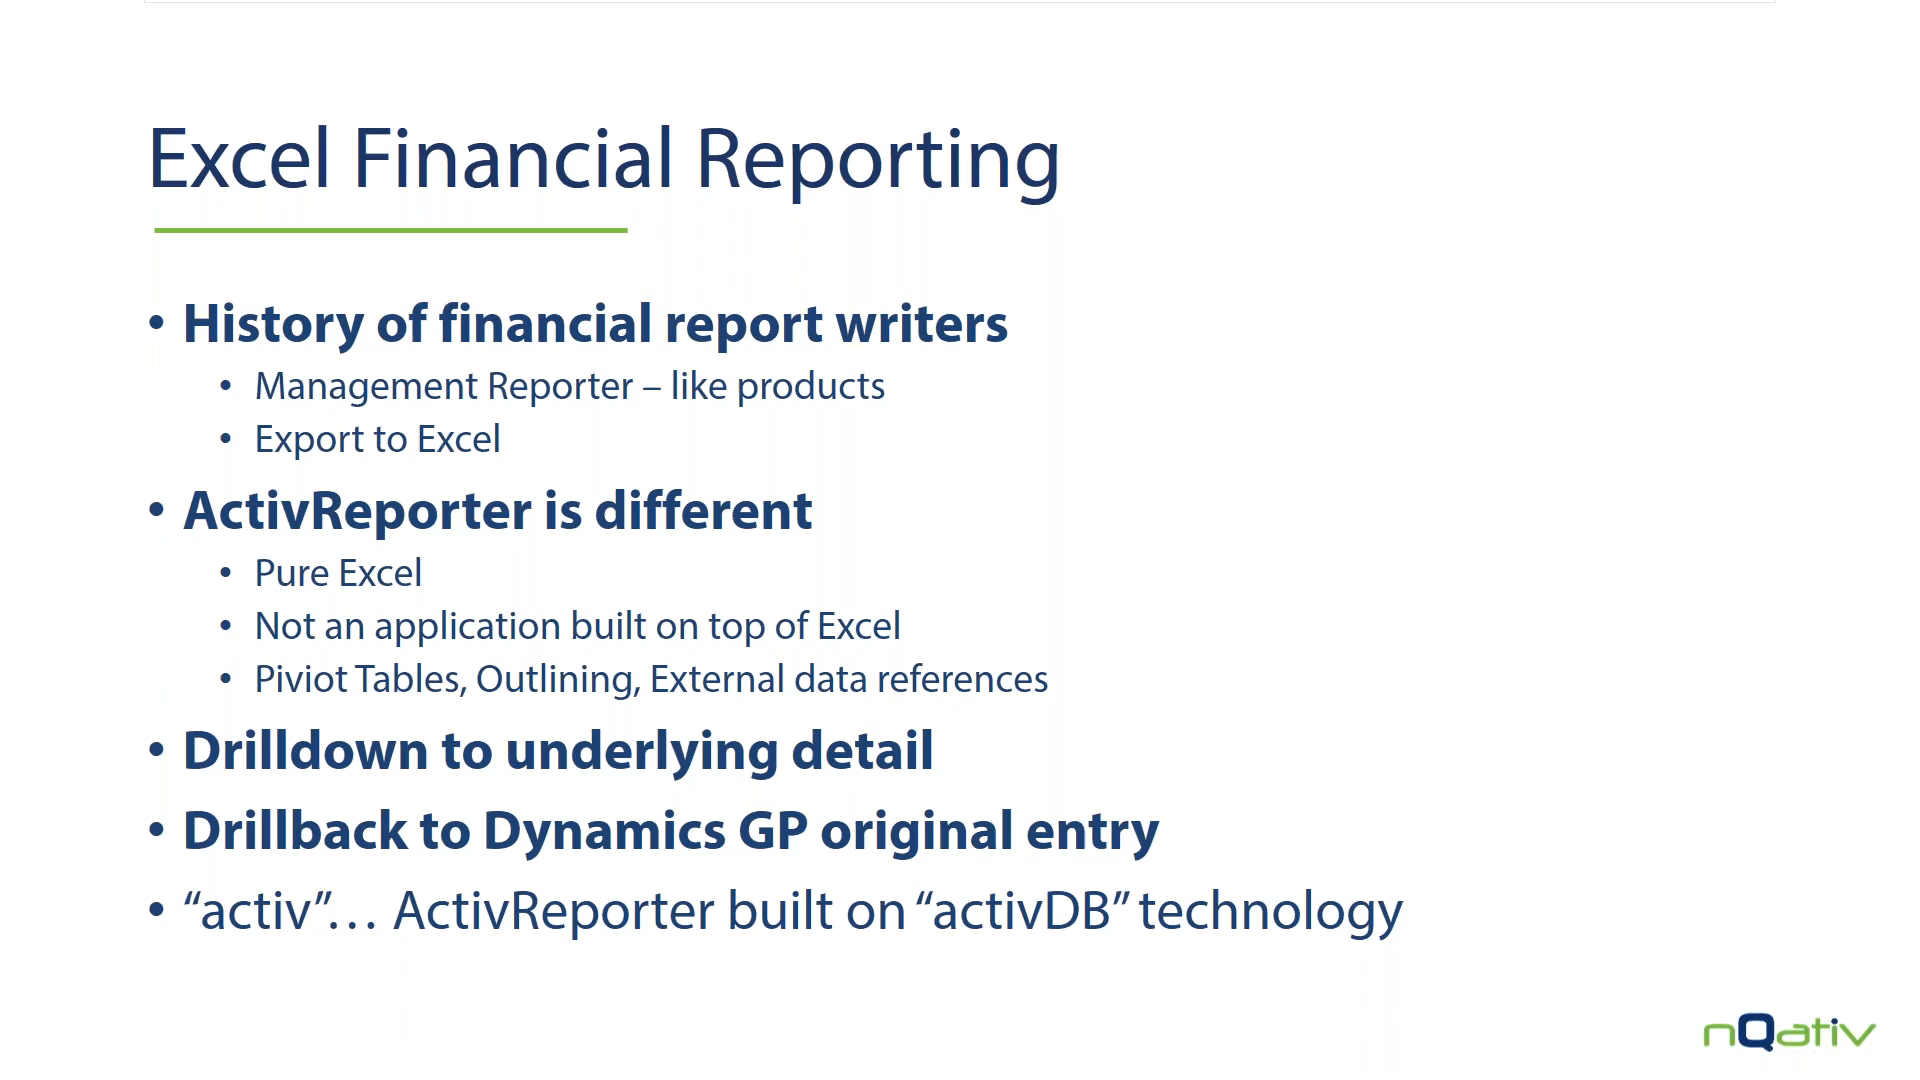 Excel Financial Reporting
• History of financial report writers
• Management Reporter – like products
• Export to Excel
• ActivReporter is different
• Pure Excel
• Not an application built on top of Excel
• Piviot Tables, Outlining, External data references
• Drilldown to underlying detail
• Drillback to Dynamics GP original entry
• “activ”… ActivReporter built on “activDB” technology
nQativ